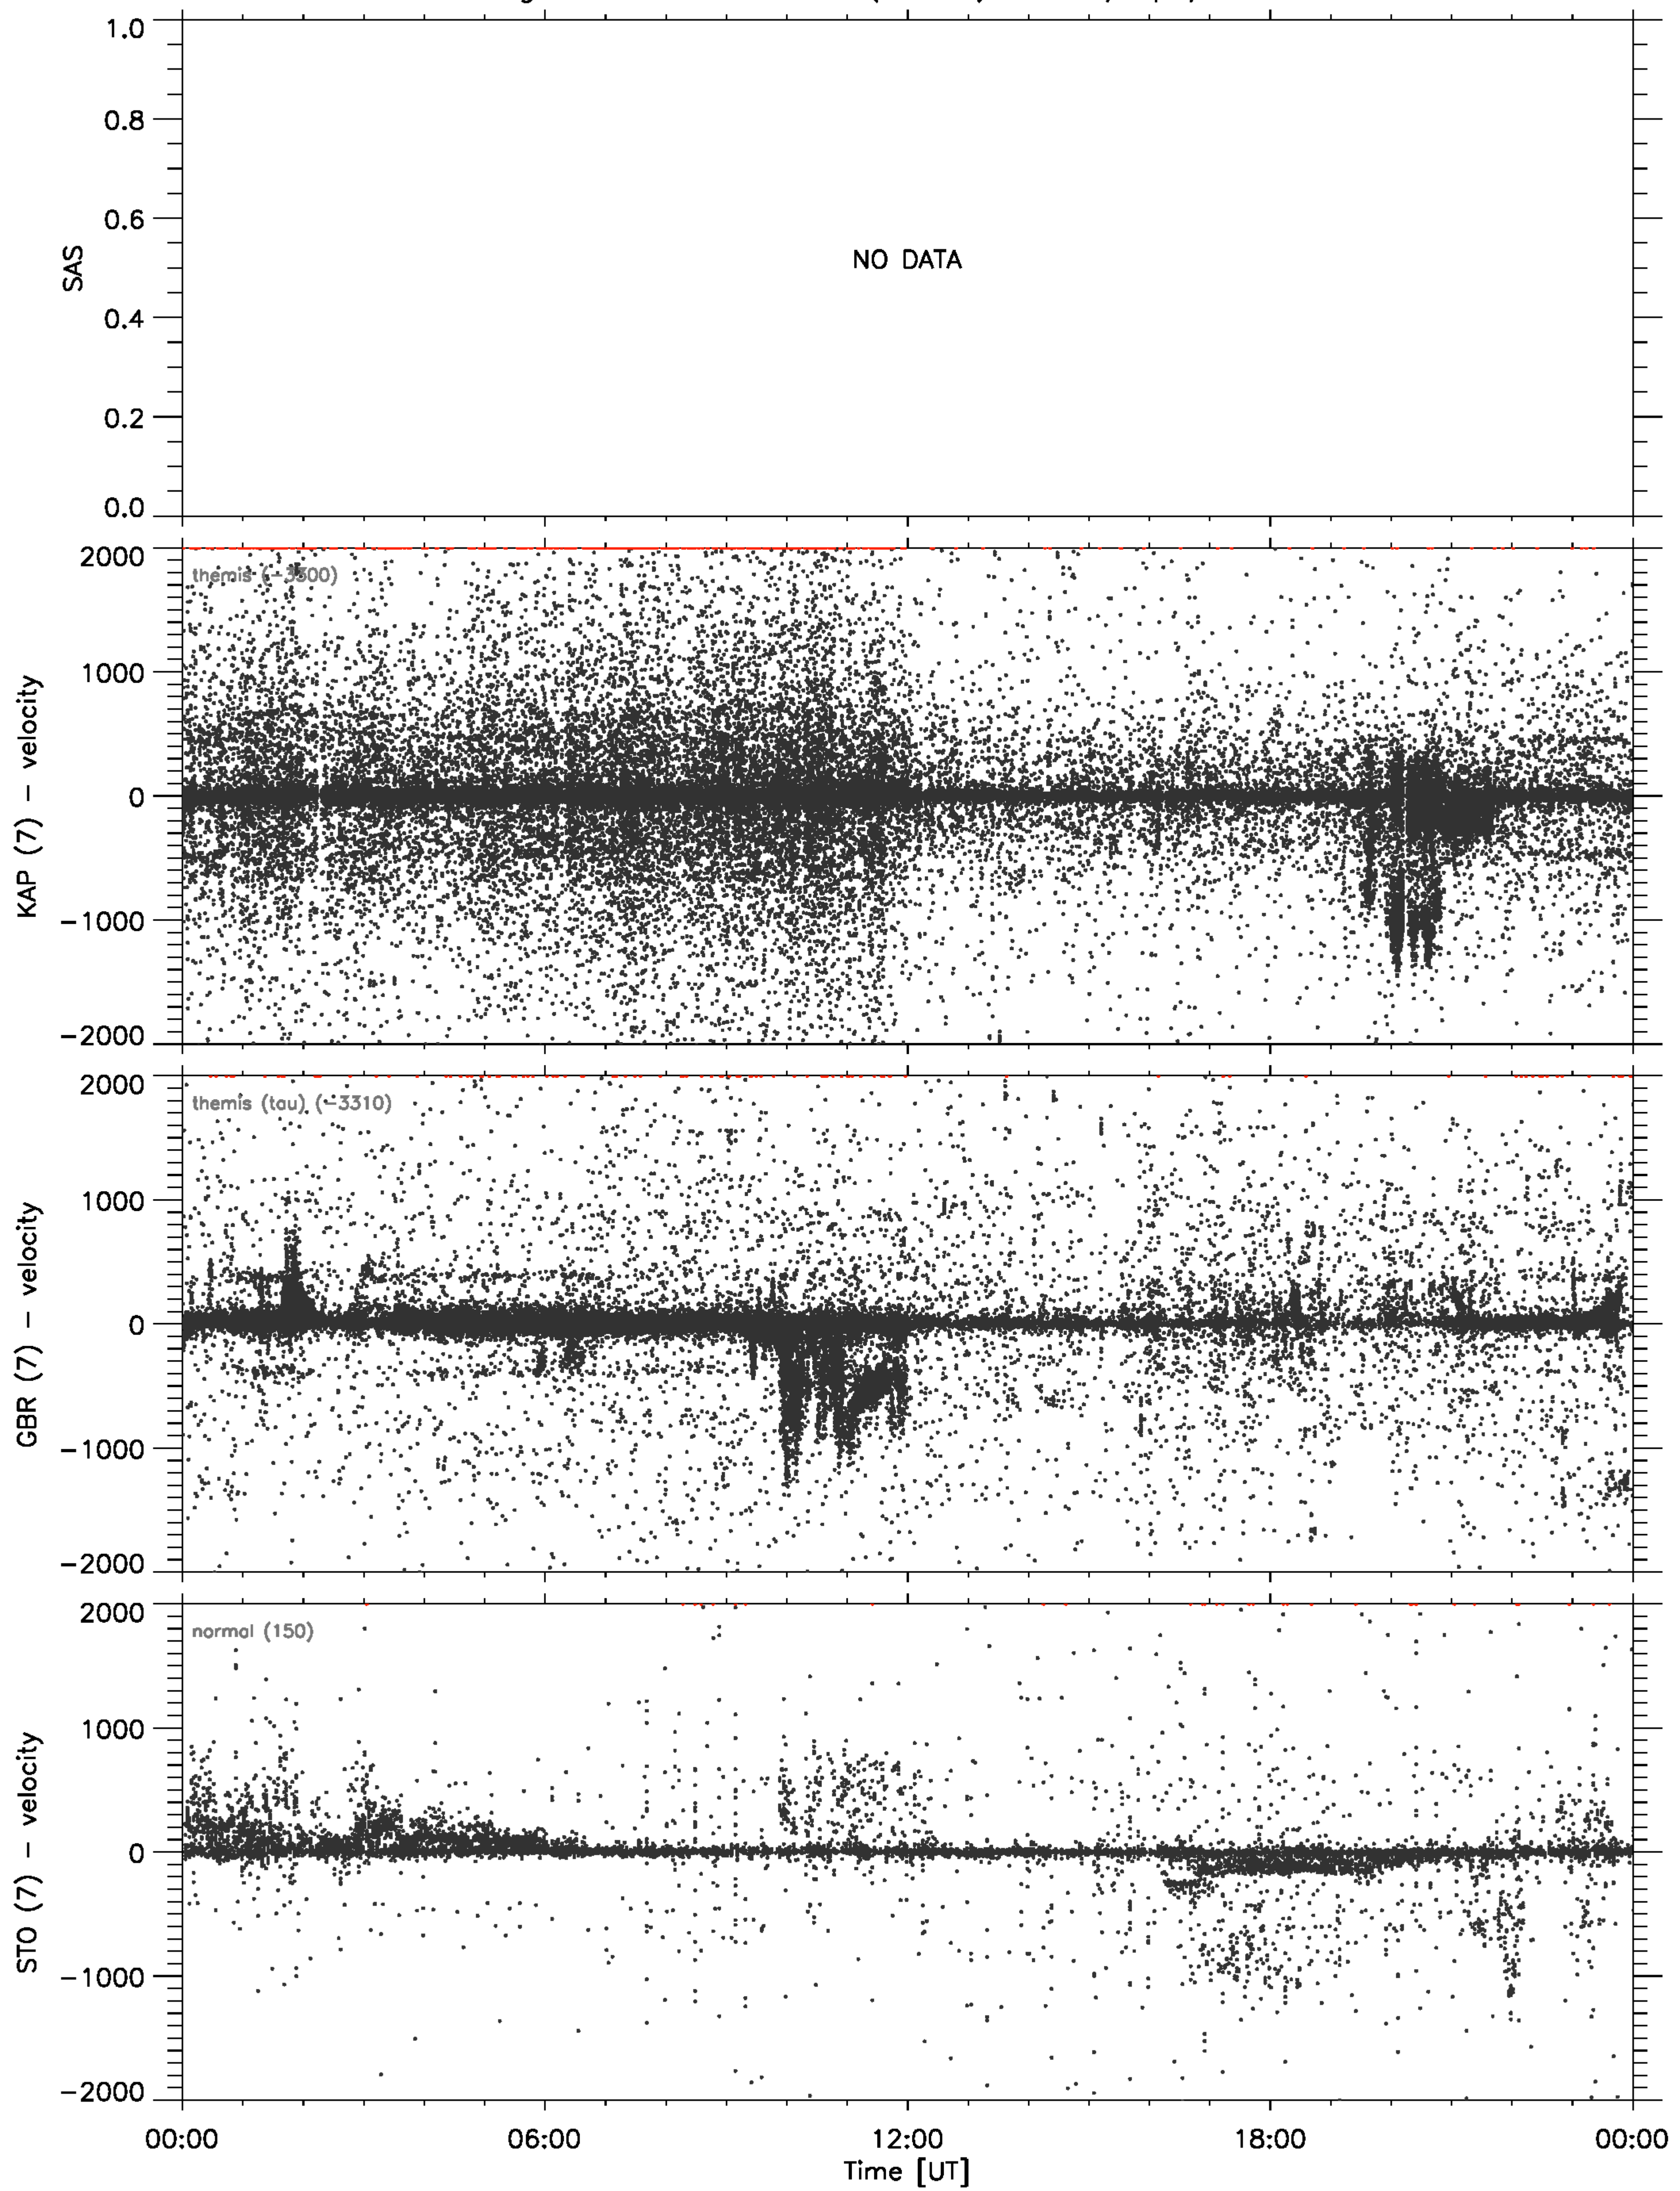 1.0
0.8
0.6
0.4
0.2
0.0
SAS
NO DATA
2000
1000
0
−1000
−2000
KAP (7) − velocity
themis (−3300)
2000
1000
0
−1000
−2000
GBR (7) − velocity
themis (tau) (−3310)
2000
1000
0
−1000
−2000
STO (7) − velocity
normal (150)
00:00 06:00 12:00 18:00 00:00
Time [UT]